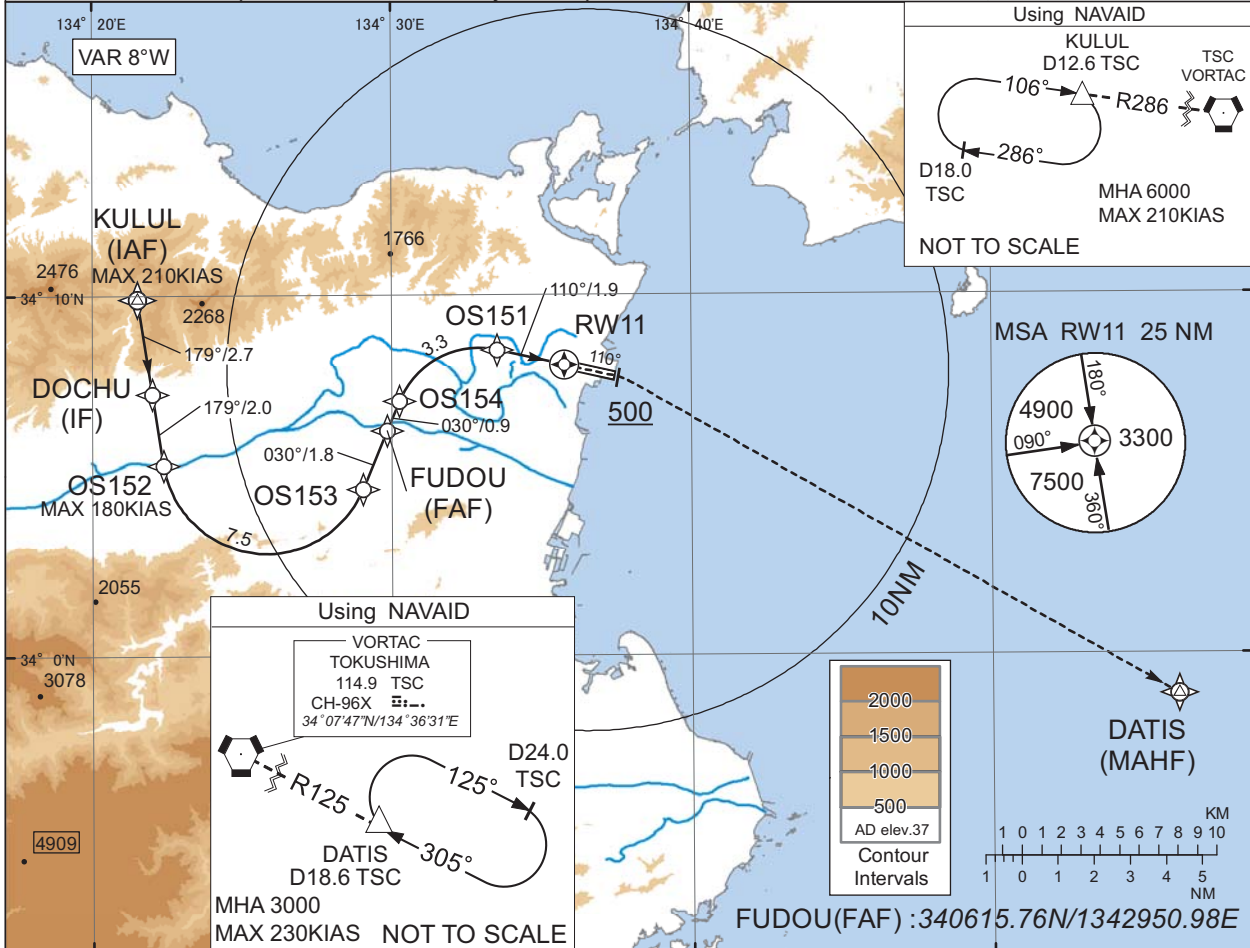 134° 20'E
134° 30'E
134° 40'E
VAR 8°W
Using NAVAID
KULUL
D12.6 TSC
TSC
VORTAC
106°
R286
286°
D18.0
TSC
MHA 6000
MAX 210KIAS
NOT TO SCALE
KULUL
(IAF)
MAX 210KIAS
2476
34° 10'N
2268
1766
179°/2.7
DOCHU
(IF)
179°/2.0
OS152
MAX 180KIAS
7.5
OS153
030°/1.8
FUDOU
(FAF)
030°/0.9
OS154
3.3
OS151
110°/1.9
RW11
110°
500
MSA RW11 25 NM
180°
4900
090°
3300
7500
360°
2055
34° 0'N
3078
4909
10NM
Using NAVAID
VORTAC
TOKUSHIMA
114.9 TSC
CH-96X
34°07'47"N/134°36'31"E
R125
125°
D24.0
TSC
305°
DATIS
D18.6 TSC
MHA 3000
MAX 230KIAS NOT TO SCALE
2000
1500
1000
500
AD elev.37
Contour
Intervals
DATIS
(MAHF)
KM
1 0 1 2 3 4 5 6 7 8 9 10
1 0 1 2 3 4 5
NM
FUDOU(FAF) :340615.76N/1342950.98E